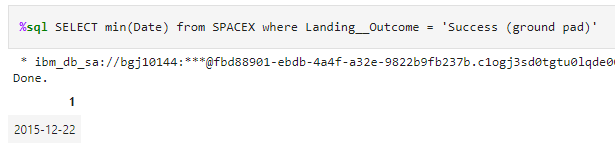 %sql SELECT min(Date) from SPACEX where Landing__Outcome = 'Success (ground pad)'
* ibm_db_sa://bgj10144:***@fbd88901-ebdb-4a4f-a32e-9822b9fb237b.c1ogj3sd0tgtu0lqde0
Done.
1
2015-12-22